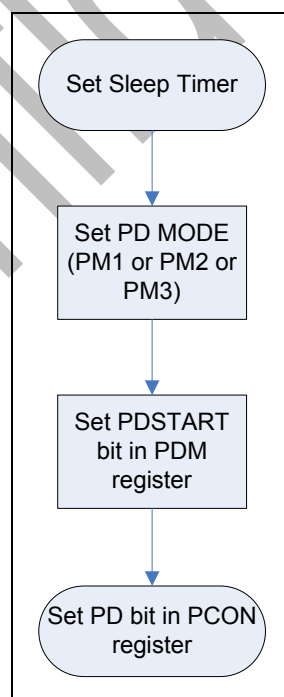 Set Sleep Timer
Set PD MODE
(PM1 or PM2 or
PM3)
Set PDSTART
bit in PDM
register
Set PD bit in PCON
register